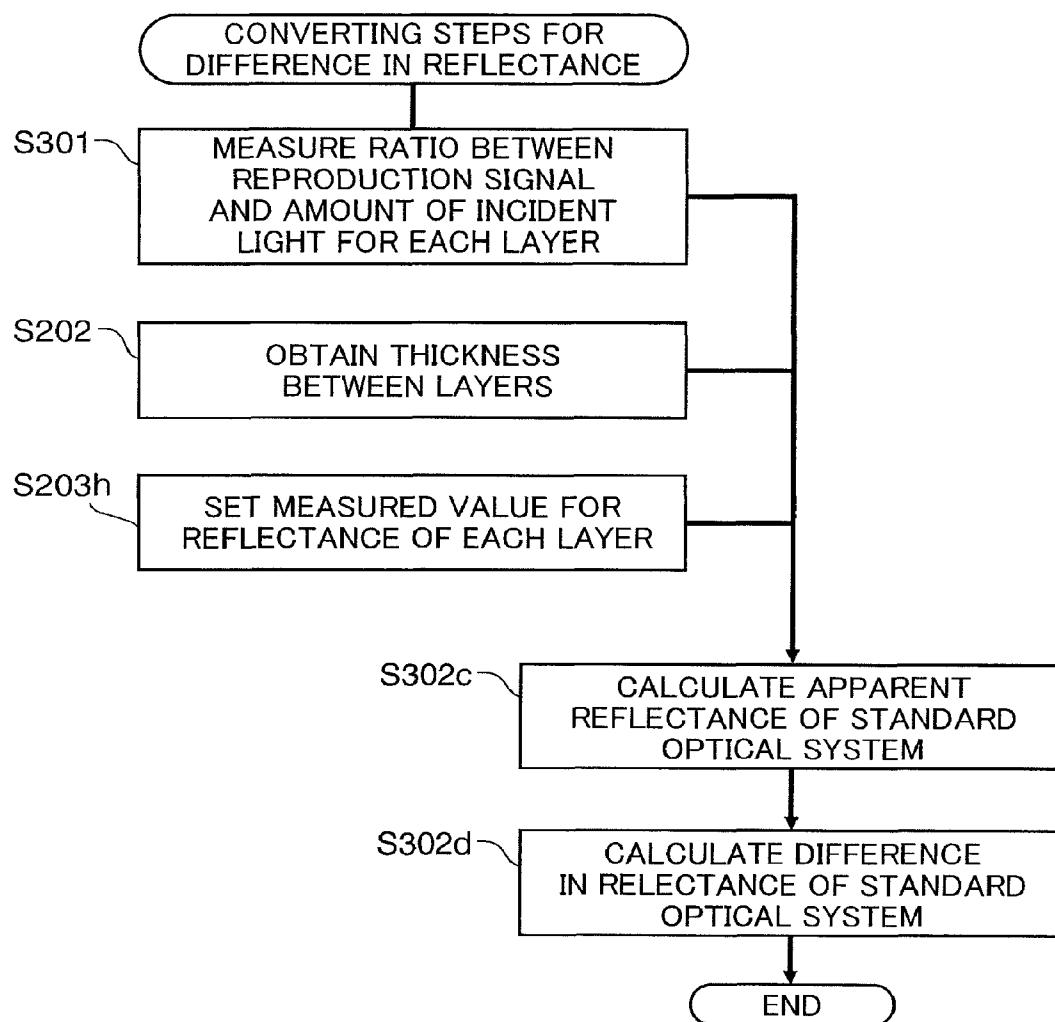 CONVERTING STEPS FOR
DIFFERENCE IN REFLECTANCE
S301
MEASURE RATIO BETWEEN
REPRODUCTION SIGNAL
AND AMOUNT OF INCIDENT
LIGHT FOR EACH LAYER
S202
OBTAIN THICKNESS
BETWEEN LAYERS
S203h
SET MEASURED VALUE FOR
REFLECTANCE OF EACH LAYER
S302c
CALCULATE APPARENT
REFLECTANCE OF STANDARD
OPTICAL SYSTEM
S302d
CALCULATE DIFFERENCE
IN RELECTANCE OF STANDARD
OPTICAL SYSTEM
END